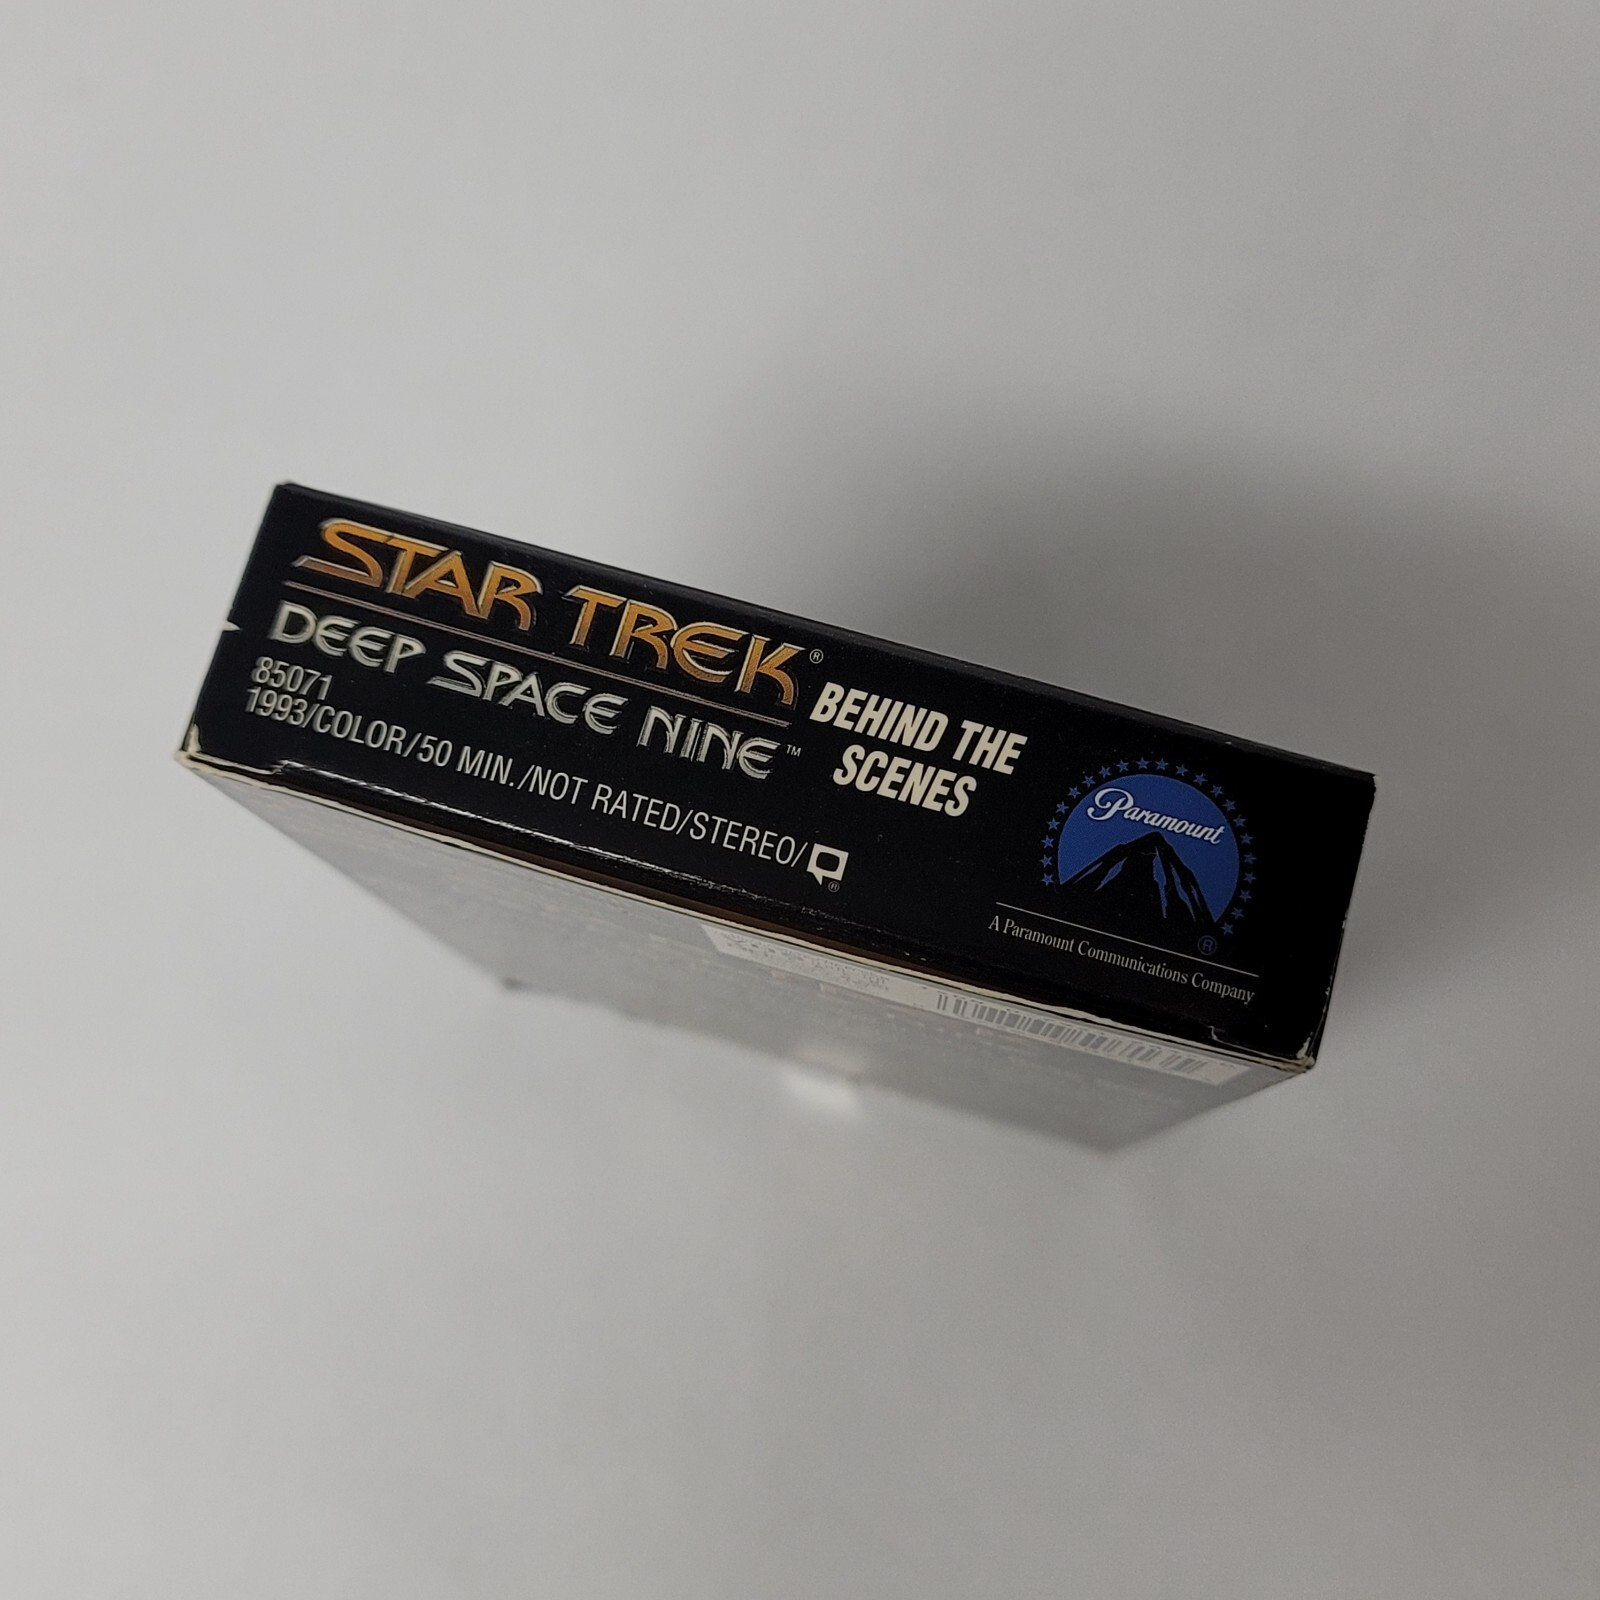 STAR TREK®
DEEP SPACE NINE™
BEHIND THE
SCENES
85071
1993/COLOR/50 MIN./NOT RATED/STEREO/
®
Paramount
®
A Paramount Communications Company